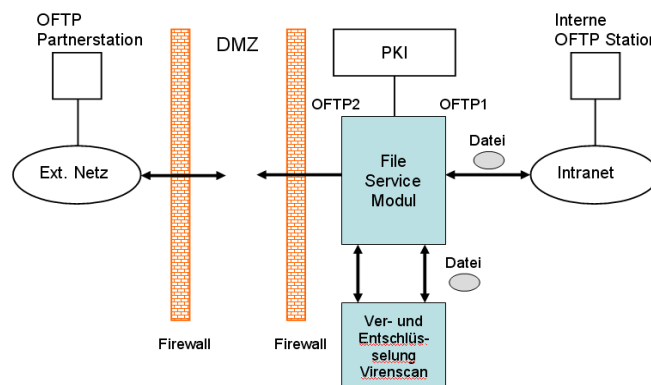 OFTP
Partnerstation
DMZ
PKI
Interne
OFTP Station
OFTP2
OFTP1
Datei
Ext. Netz
File
Service
Modul
Intranet
Datei
Firewall
Firewall
Ver- und
Entschlüs-
selung
Virenscan